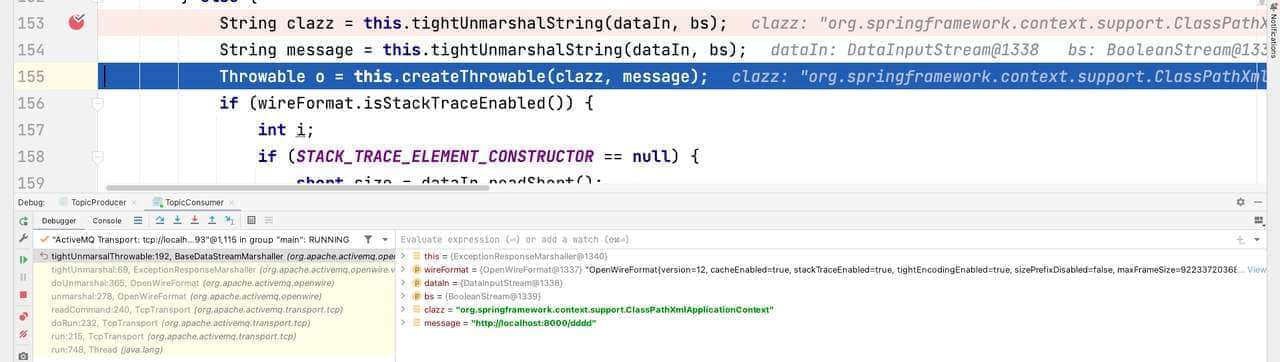 153 String clazz = this.tightUnmarshalString(dataIn, bs); clazz: "org.springframework.context.support.ClassPathX
154 String message = this.tightUnmarshalString(dataIn, bs); dataIn: DataInputStream@1338 bs: BooleanStream@133
155 Throwable o = this.createThrowable(clazz, message); clazz: "org.springframework.context.support.ClassPathXml
156 if (wireFormat.isStackTraceEnabled()) {
157 int i;
158 if (STACK_TRACE_ELEMENT_CONSTRUCTOR == null) {
159 short size = dataIn.readShort();
Notifications
Debug: TopicProducer × TopicConsumer ×
Debugger Console
"ActiveMQ Transport: tcp://localh...93"@1,115 in group "main": RUNNING
tightUnmarsalThrowable:192, BaseDataStreamMarshaller (org.apache.activemq.openwire
tightUnmarshal:69, ExceptionResponseMarshaller (org.apache.activemq.openwire.v
doUnmarshal:365, OpenWireFormat (org.apache.activemq.openwire)
unmarshal:278, OpenWireFormat (org.apache.activemq.openwire)
readCommand:240, TcpTransport (org.apache.activemq.transport.tcp)
doRun:232, TcpTransport (org.apache.activemq.transport.tcp)
run:215, TcpTransport (org.apache.activemq.transport.tcp)
run:748, Thread (java.lang)
Evaluate expression (⏎) or add a watch (⌘⏎)
this = {ExceptionResponseMarshaller@1340}
wireFormat = {OpenWireFormat@1337} "OpenWireFormat{version=12, cacheEnabled=true, stackTraceEnabled=true, tightEncodingEnabled=true, sizePrefixDisabled=false, maxFrameSize=92233720368... View
dataIn = {DataInputStream@1338}
bs = {BooleanStream@1339}
clazz = "org.springframework.context.support.ClassPathXmlApplicationContext"
message = "http://localhost:8000/dddd"